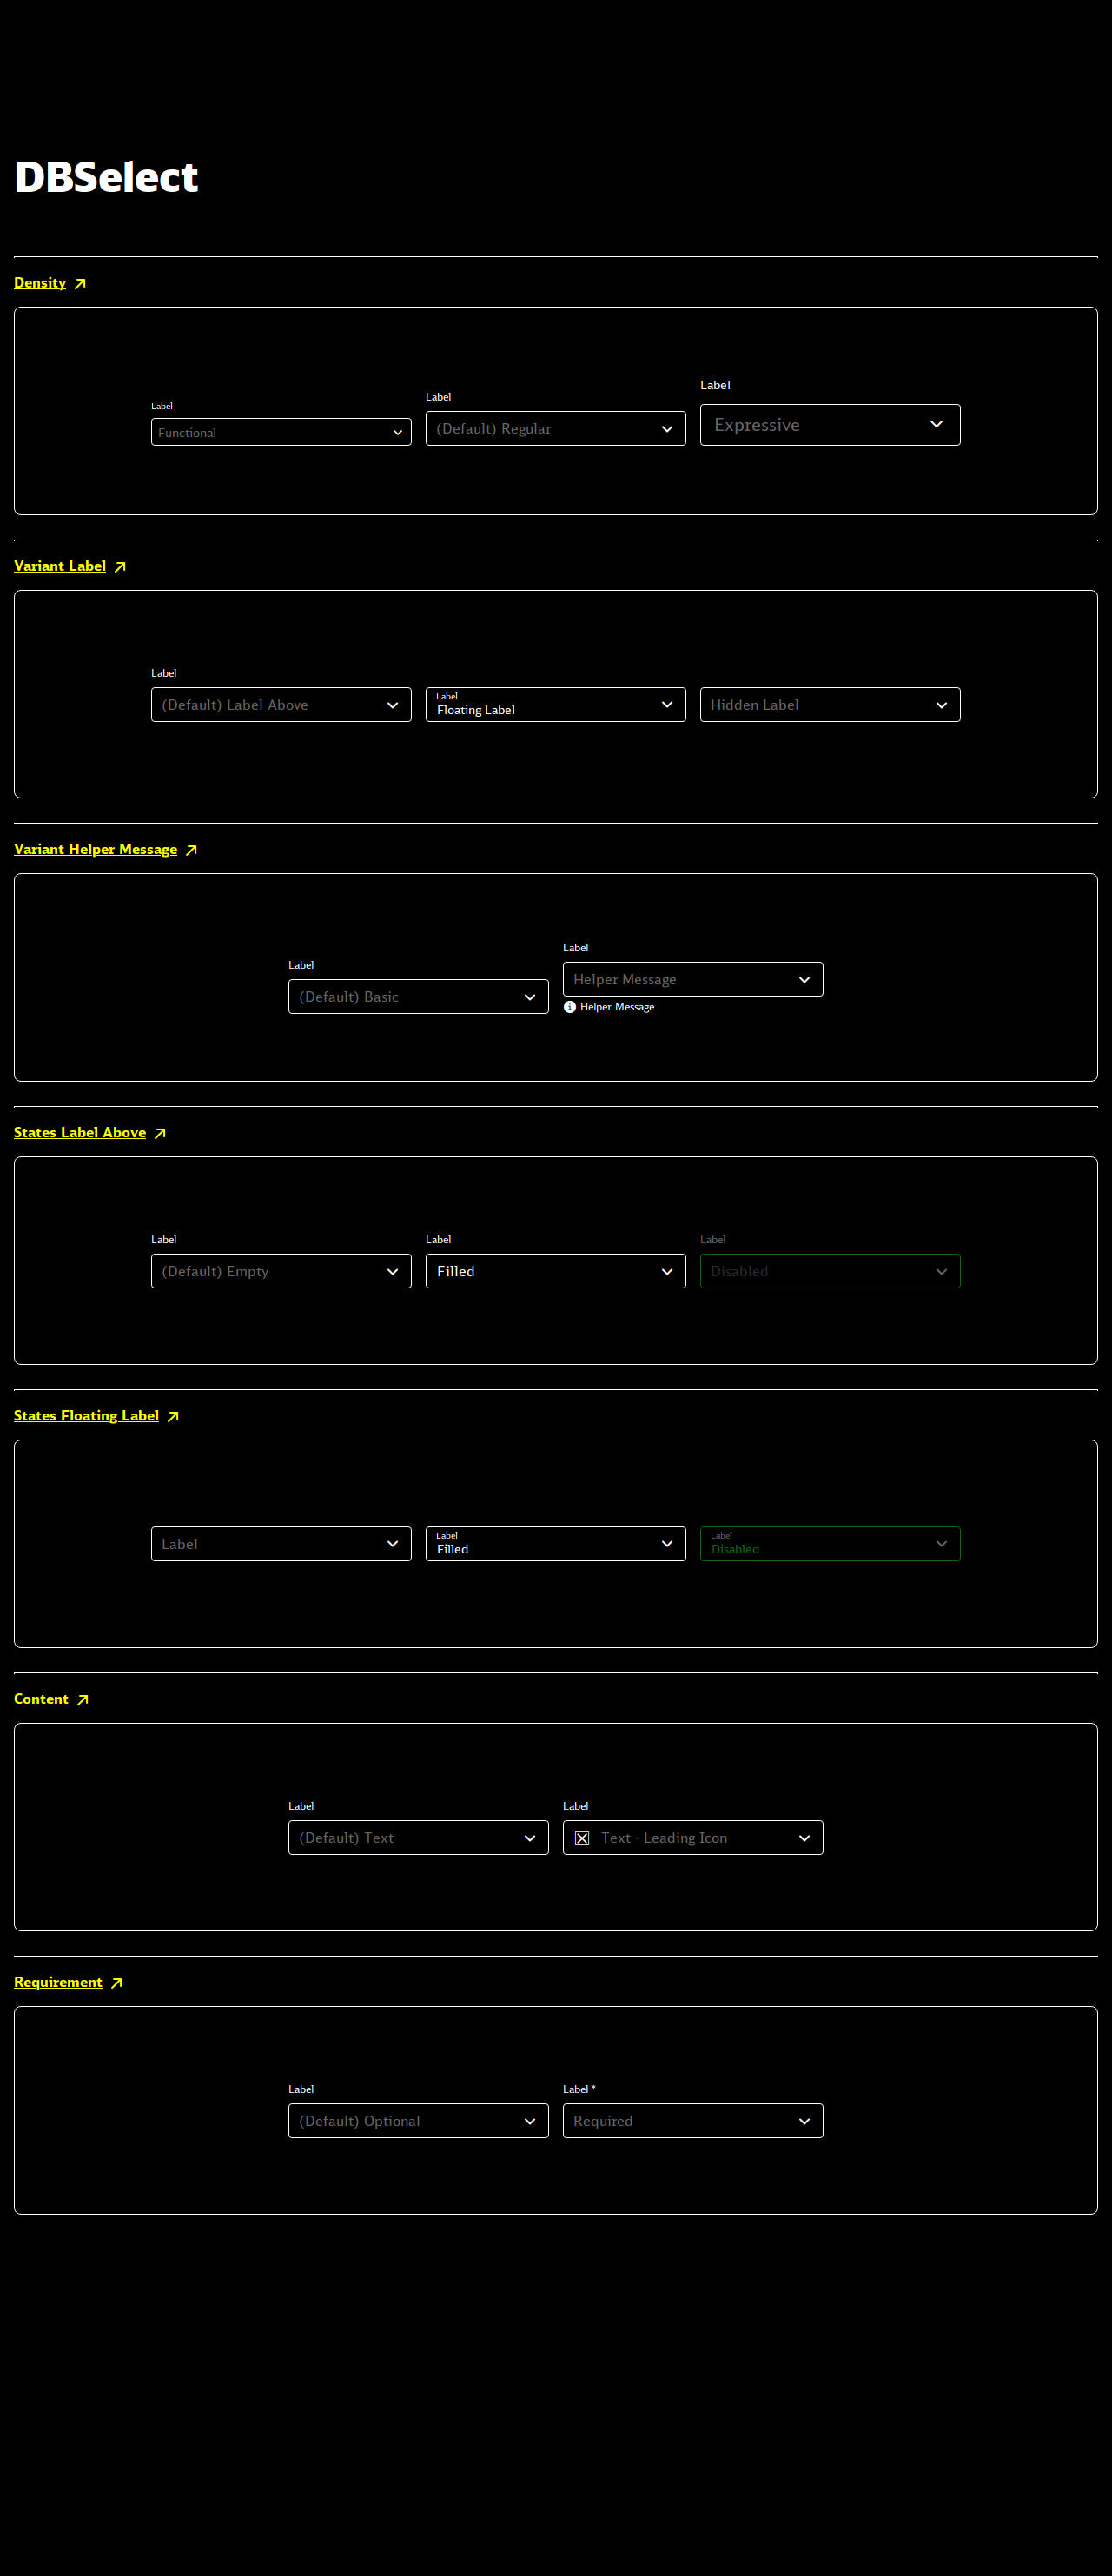 DBSelect
Density
Label
Functional
Label
(Default) Regular
Label
Expressive
Variant Label
Label
(Default) Label Above
Label
Floating Label
Hidden Label
Variant Helper Message
Label
(Default) Basic
Label
Helper Message
Helper Message
States Label Above
Label
(Default) Empty
Label
Filled
Label
Disabled
States Floating Label
Label
Label
Filled
Label
Disabled
Content
Label
(Default) Text
Label
Text - Leading Icon
Requirement
Label
(Default) Optional
Label *
Required